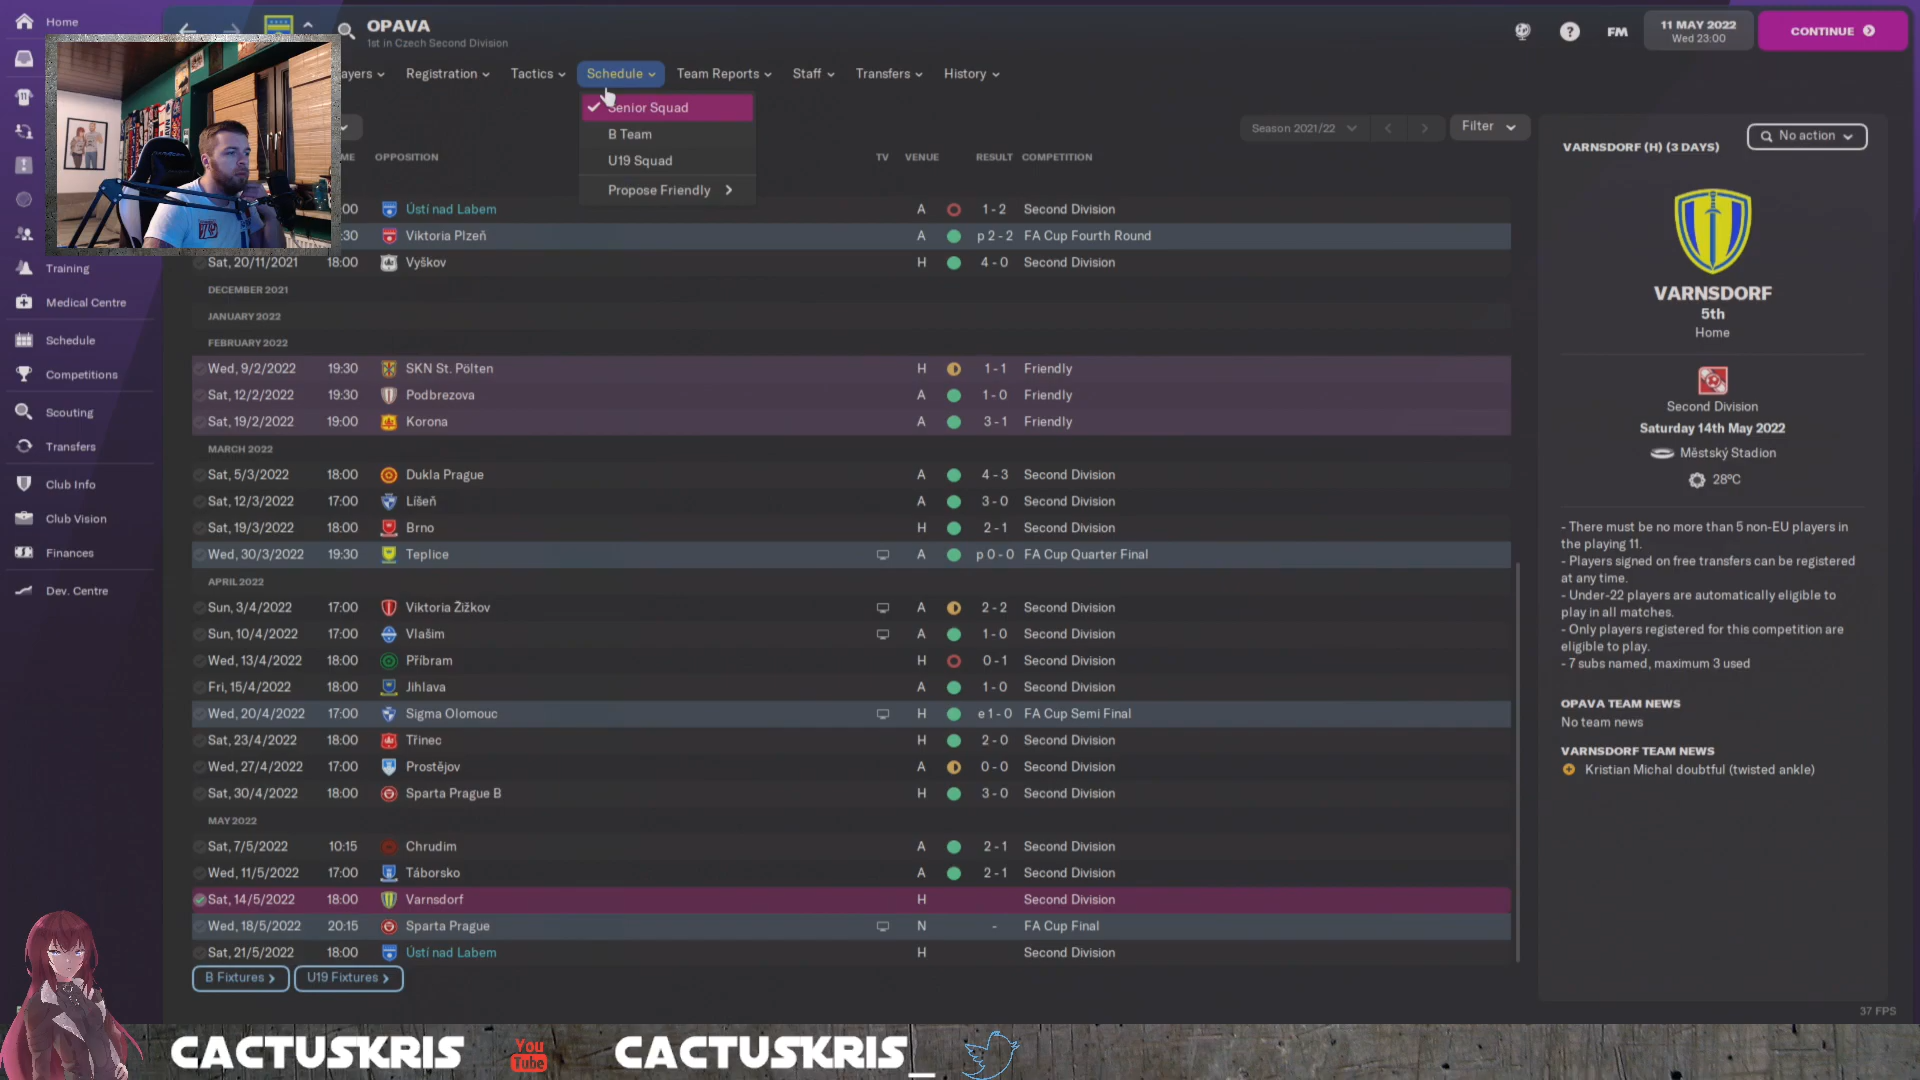 Home
OPAVA
1st in Czech Second Division
FM
11 MAY 2022
Wed 23:00
CONTINUE
ayers
Registration
Tactics
Schedule
Team Reports
Staff
Transfers
History
Senior Squad
B Team
U19 Squad
Propose Friendly
Season 2021/22
Filter
OPPOSITION
TV
VENUE
RESULT
COMPETITION
Ústí nad Labem A 1 - 2 Second Division
Viktoria Plzeň A p 2 - 2 FA Cup Fourth Round
Sat, 20/11/2021 18:00 Vyškov H 4 - 0 Second Division
DECEMBER 2021
JANUARY 2022
FEBRUARY 2022
Wed, 9/2/2022 19:30 SKN St. Pölten H 1 - 1 Friendly
Sat, 12/2/2022 19:30 Podbrezova A 1 - 0 Friendly
Sat, 19/2/2022 19:00 Korona A 3 - 1 Friendly
MARCH 2022
Sat, 5/3/2022 18:00 Dukla Prague A 4 - 3 Second Division
Sat, 12/3/2022 17:00 Líšeň A 3 - 0 Second Division
Sat, 19/3/2022 18:00 Brno H 2 - 1 Second Division
Wed, 30/3/2022 19:30 Teplice A p 0 - 0 FA Cup Quarter Final
APRIL 2022
Sun, 3/4/2022 17:00 Viktoria Žižkov A 2 - 2 Second Division
Sun, 10/4/2022 17:00 Vlašim A 1 - 0 Second Division
Wed, 13/4/2022 18:00 Příbram H 0 - 1 Second Division
Fri, 15/4/2022 18:00 Jihlava A 1 - 0 Second Division
Wed, 20/4/2022 17:00 Sigma Olomouc H e 1 - 0 FA Cup Semi Final
Sat, 23/4/2022 18:00 Třinec H 2 - 0 Second Division
Wed, 27/4/2022 17:00 Prostějov A 0 - 0 Second Division
Sat, 30/4/2022 18:00 Sparta Prague B H 3 - 0 Second Division
MAY 2022
Sat, 7/5/2022 10:15 Chrudim A 2 - 1 Second Division
Wed, 11/5/2022 17:00 Táborsko A 2 - 1 Second Division
Sat, 14/5/2022 18:00 Varnsdorf H Second Division
Wed, 18/5/2022 20:15 Sparta Prague N - FA Cup Final
Sat, 21/5/2022 18:00 Ústí nad Labem H Second Division
B Fixtures
U19 Fixtures
Training
Medical Centre
Schedule
Competitions
Scouting
Transfers
Club Info
Club Vision
Finances
Dev. Centre
VARNSDORF (H) (3 DAYS)
No action
VARNSDORF
5th
Home
Second Division
Saturday 14th May 2022
Městský Stadion
28°C
- There must be no more than 5 non-EU players in
the playing 11.
- Players signed on free transfers can be registered
at any time.
- Under-22 players are automatically eligible to
play in all matches.
- Only players registered for this competition are
eligible to play.
- 7 subs named, maximum 3 used
OPAVA TEAM NEWS
No team news
VARNSDORF TEAM NEWS
Kristian Michal doubtful (twisted ankle)
37 FPS
CACTUSKRIS
You
Tube
CACTUSKRIS_